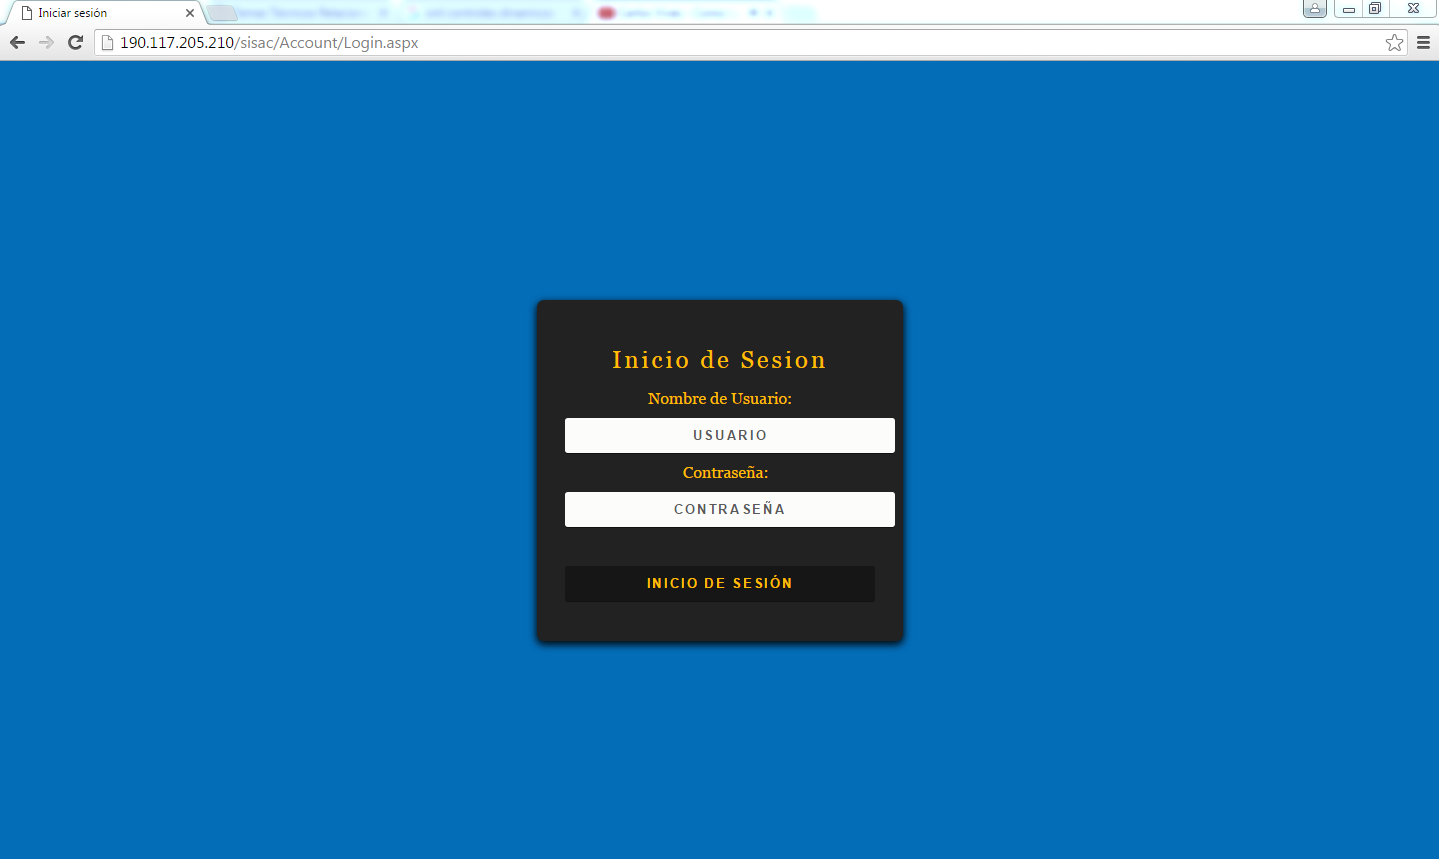 Iniciar sesión
190.117.205.210/sisac/Account/Login.aspx
Inicio de Sesion
Nombre de Usuario:
USUARIO
Contraseña:
CONTRASEÑA
INICIO DE SESIÓN